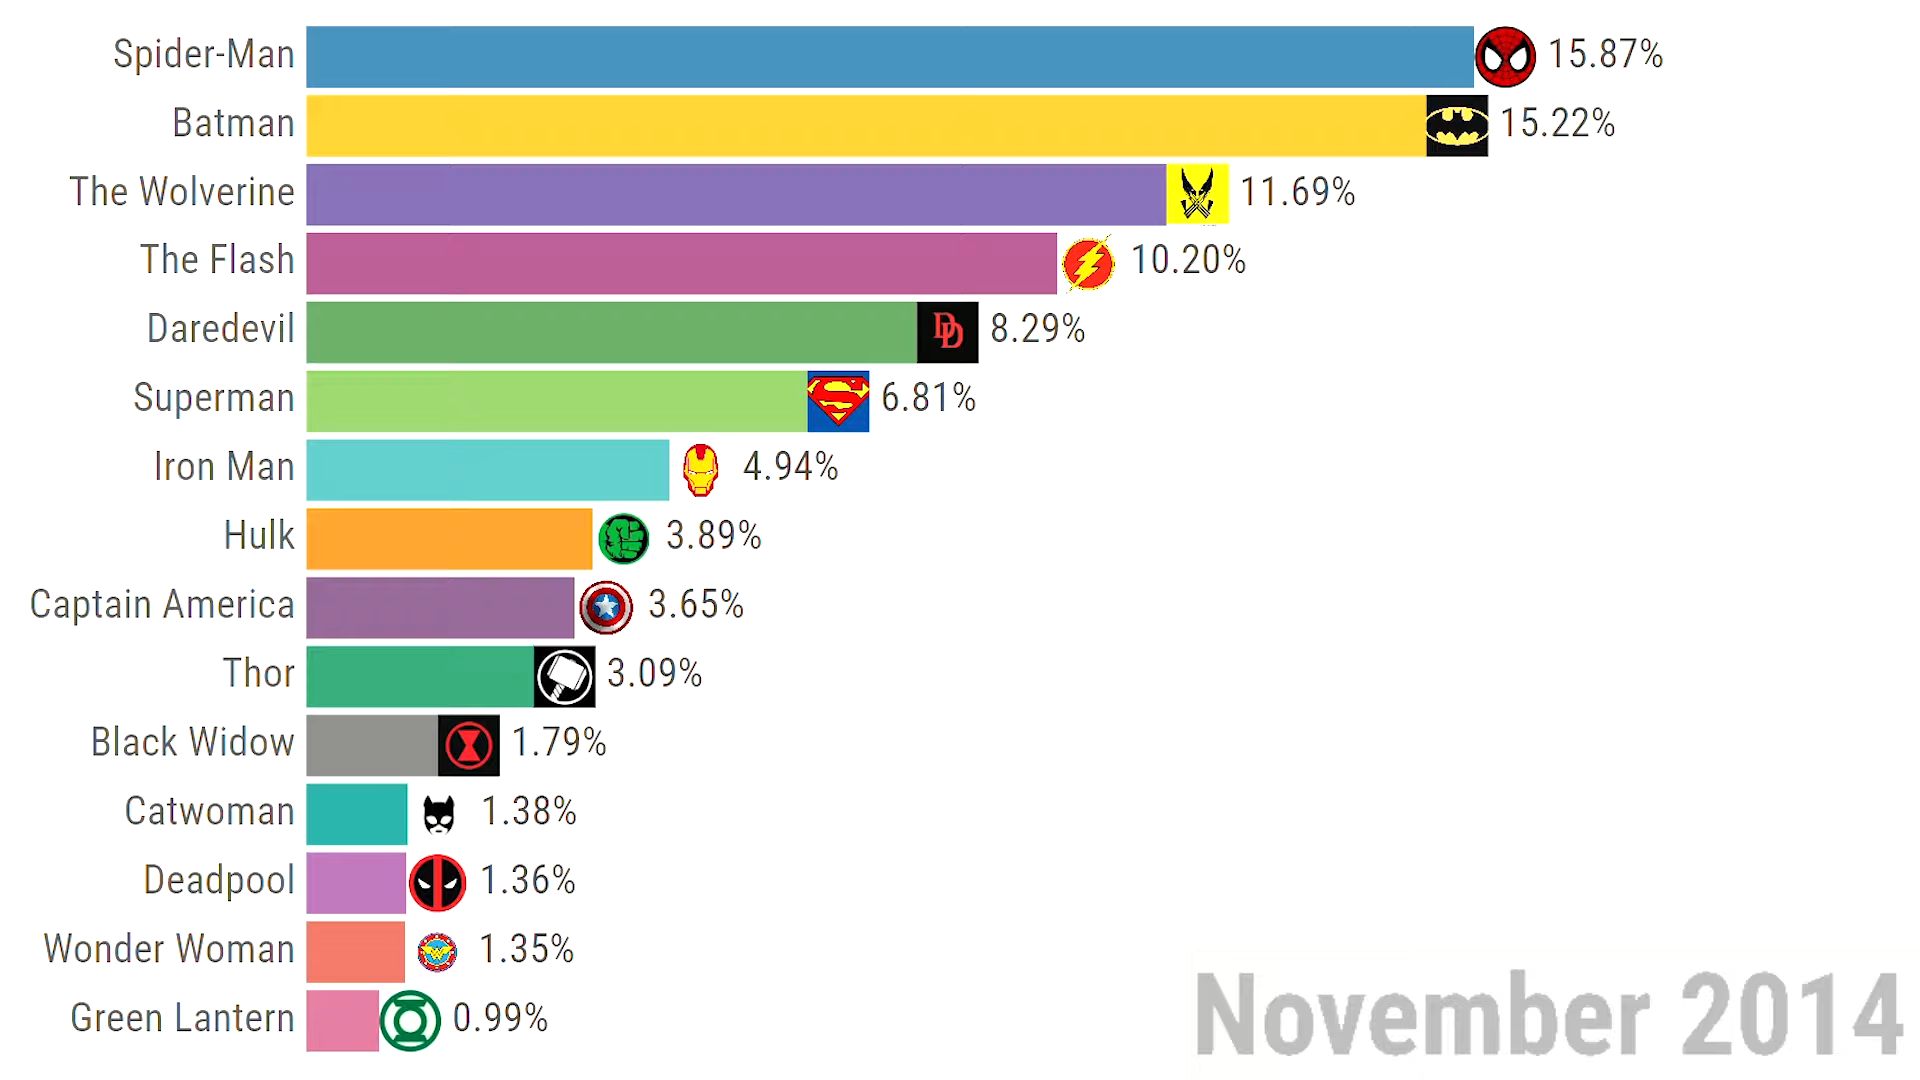 Spider-Man 15.87%
Batman 15.22%
The Wolverine 11.69%
The Flash 10.20%
Daredevil DD 8.29%
Superman S 6.81%
Iron Man 4.94%
Hulk 3.89%
Captain America 3.65%
Thor 3.09%
Black Widow 1.79%
Catwoman 1.38%
Deadpool 1.36%
Wonder Woman 1.35%
Green Lantern 0.99%
November 2014